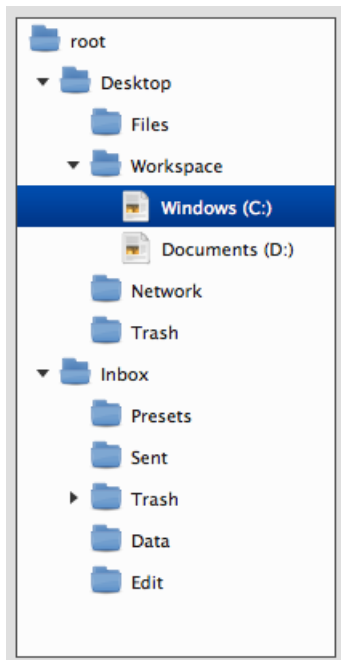 root
Desktop
Files
Workspace
Windows (C:)
Documents (D:)
Network
Trash
Inbox
Presets
Sent
Trash
Data
Edit